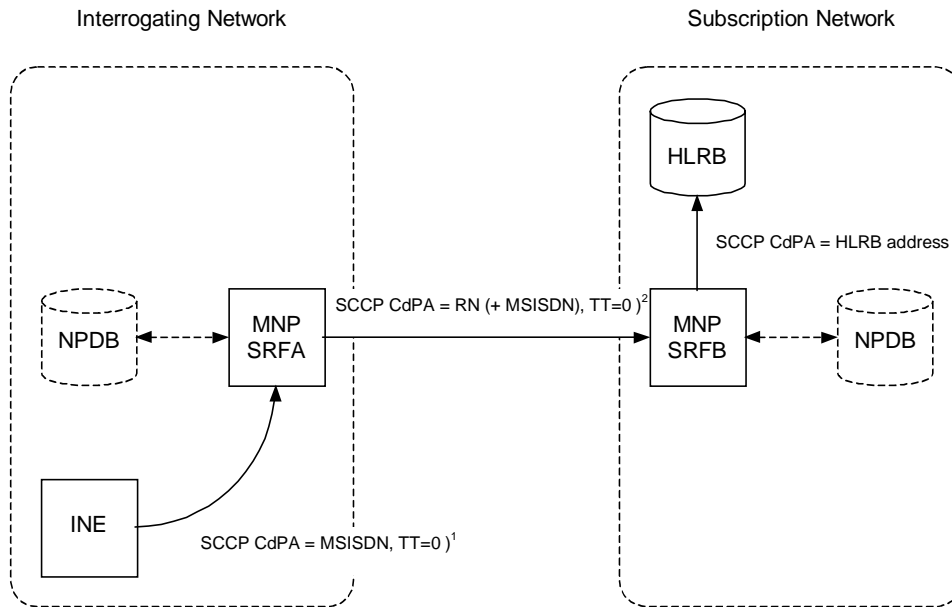 Interrogating Network
Subscription Network
HLRB
SCCP CdPA = HLRB address
SCCP CdPA = RN (+ MSISDN), TT=0 )2
NPDB
MNP
SRFA
MNP
SRFB
NPDB
INE
SCCP CdPA = MSISDN, TT=0 )1